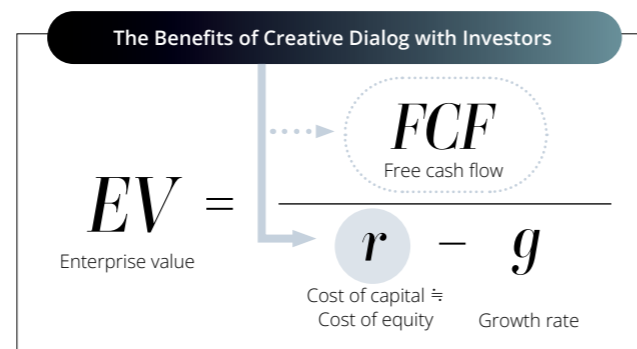 The Benefits of Creative Dialog with Investors
FCF
Free cash flow
EV =
Enterprise value
r − g
Cost of capital ≒
Cost of equity
Growth rate